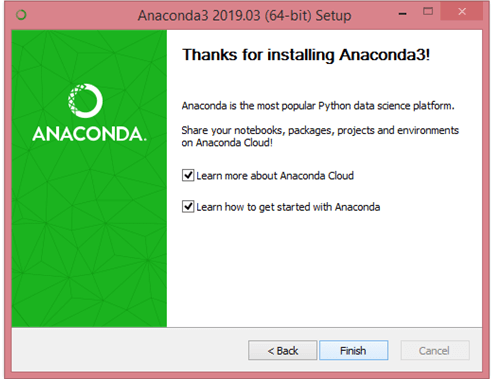 Anaconda3 2019.03 (64-bit) Setup
Thanks for installing Anaconda3!
ANACONDA.
Anaconda is the most popular Python data science platform.
Share your notebooks, packages, projects and environments
on Anaconda Cloud!
Learn more about Anaconda Cloud
Learn how to get started with Anaconda
< Back
Finish
Cancel